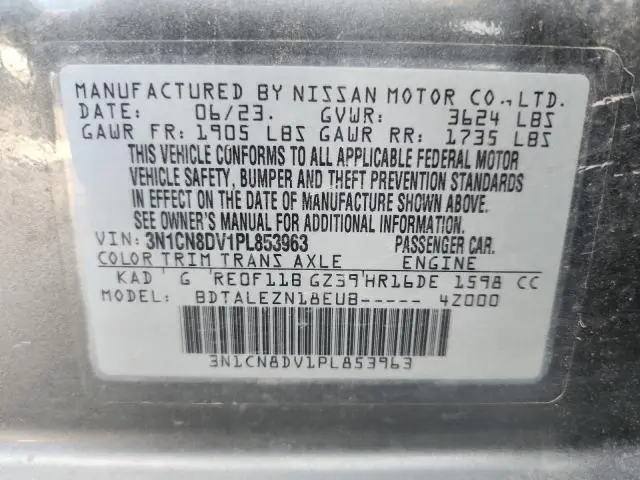 MANUFACTURED BY NISSAN MOTOR CO.,LTD.
DATE: 06/23. GVWR: 3624 LBS
GAWR FR: 1905 LBS GAWR RR: 1735 LBS
THIS VEHICLE CONFORMS TO ALL APPLICABLE FEDERAL MOTOR
VEHICLE SAFETY, BUMPER AND THEFT PREVENTION STANDARDS
IN EFFECT ON THE DATE OF MANUFACTURE SHOWN ABOVE.
SEE OWNER'S MANUAL FOR ADDITIONAL INFORMATION.
VIN: 3N1CN8DV1PL853963 PASSENGER CAR.
COLOR TRIM TRANS AXLE ENGINE
KAD G RE0F11B GZ39 HR16DE 1598 CC
MODEL: BDTALEZN18EUB----- 4Z000
3N1CN8DV1PL853963